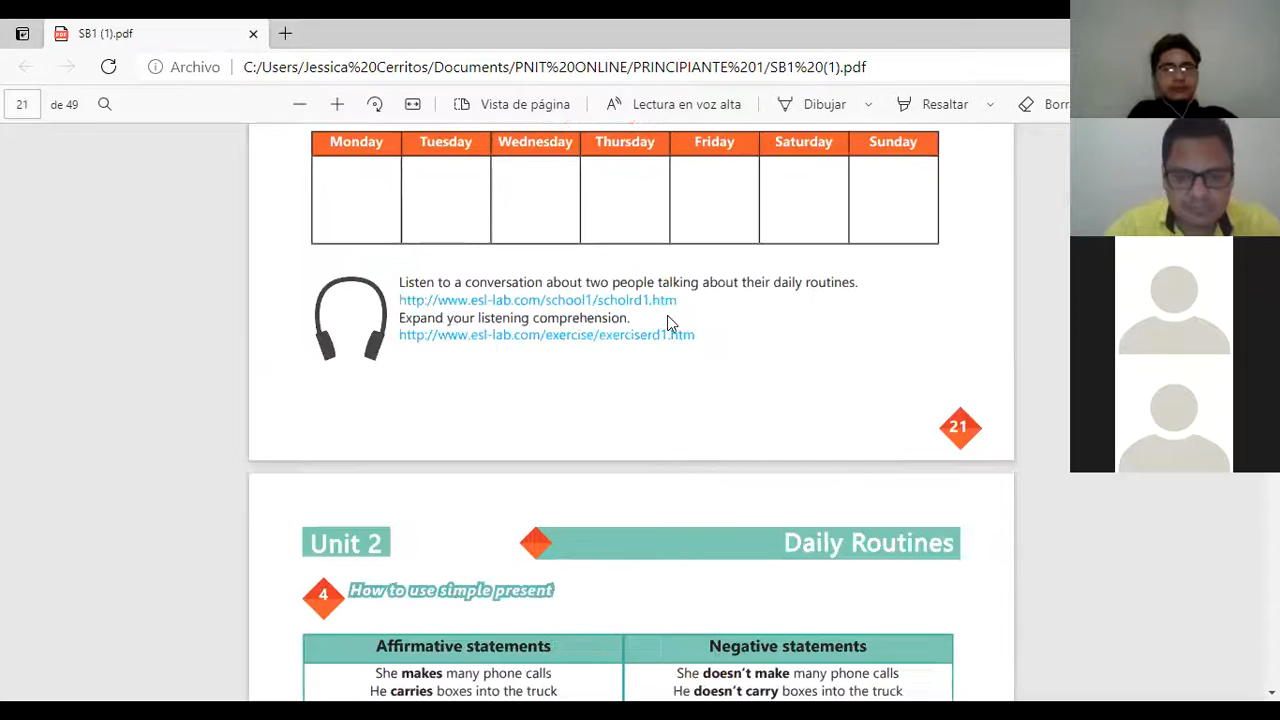 SB1 (1).pdf
Archivo
C:/Users/Jessica%20Cerritos/Documents/PNIT%20ONLINE/PRINCIPIANTE%201/SB1%20(1).pdf
21 de 49
Vista de página
Lectura en voz alta
Dibujar
Resaltar
Borr
Monday Tuesday Wednesday Thursday Friday Saturday Sunday
Listen to a conversation about two people talking about their daily routines.
http://www.esl-lab.com/school1/scholrd1.htm
Expand your listening comprehension.
http://www.esl-lab.com/exercise/exerciserd1.htm
21
Unit 2
Daily Routines
4 How to use simple present
Affirmative statements Negative statements
She makes many phone calls She doesn't make many phone calls
He carries boxes into the truck He doesn't carry boxes into the truck